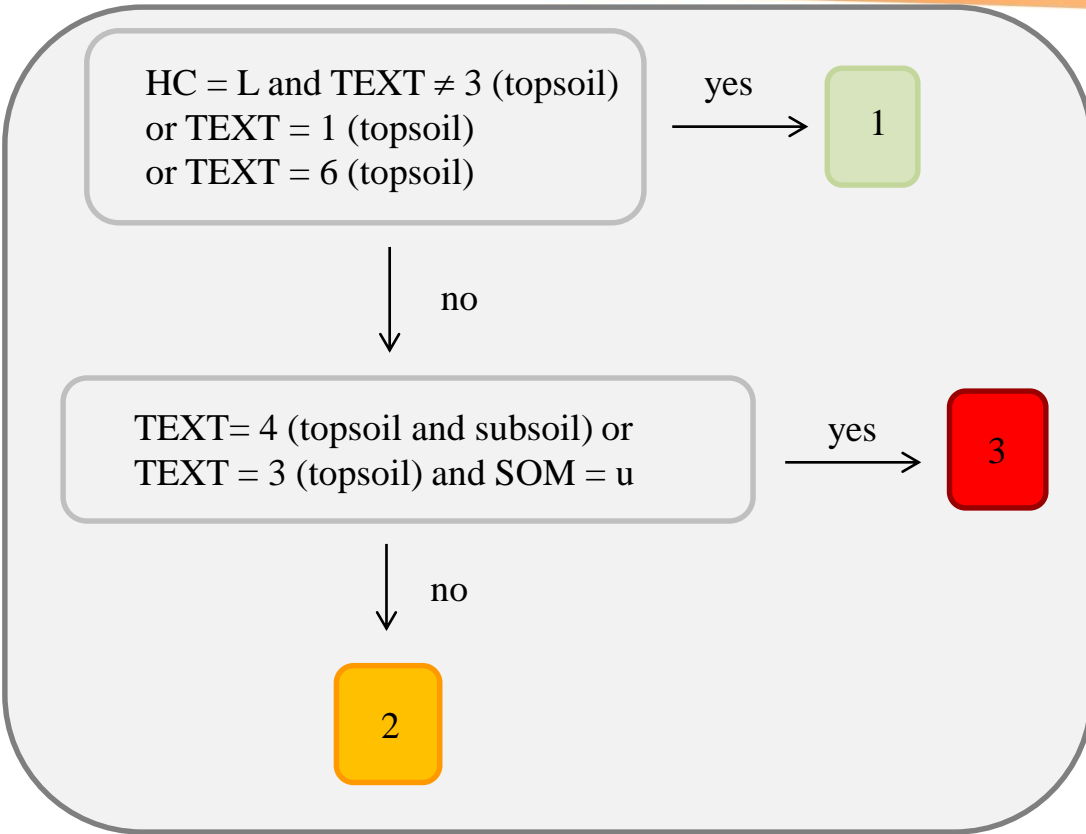 HC = L and TEXT ≠ 3 (topsoil)
or TEXT = 1 (topsoil)
or TEXT = 6 (topsoil)
yes
1
no
TEXT= 4 (topsoil and subsoil) or
TEXT = 3 (topsoil) and SOM = u
yes
3
no
2